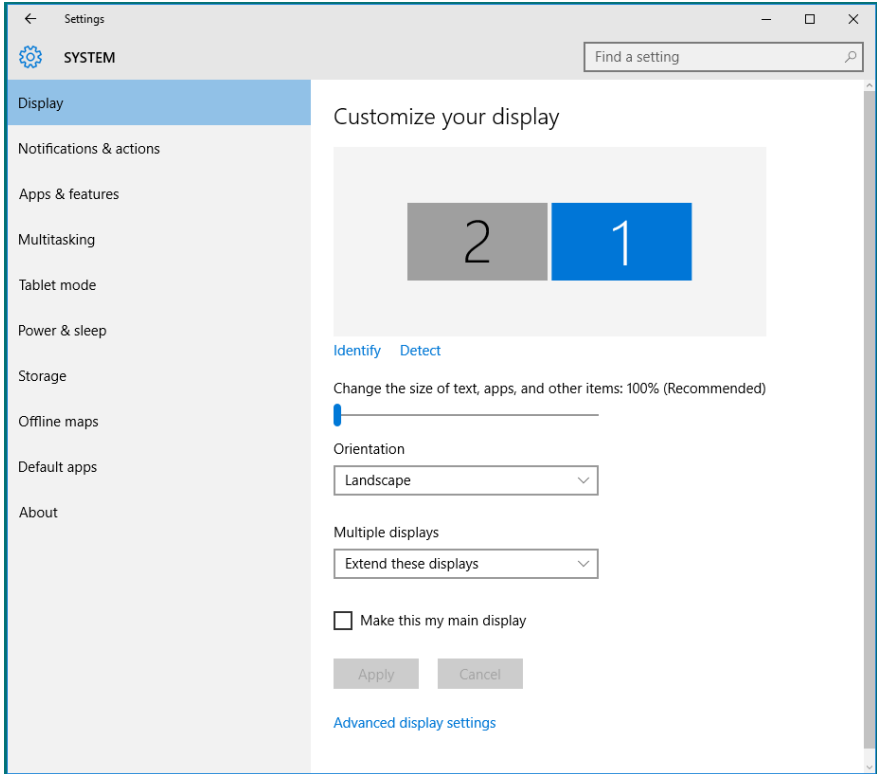 Settings
SYSTEM
Find a setting
Display
Notifications & actions
Apps & features
Multitasking
Tablet mode
Power & sleep
Storage
Offline maps
Default apps
About
Customize your display
2 1
Identify Detect
Change the size of text, apps, and other items: 100% (Recommended)
Orientation
Landscape
Multiple displays
Extend these displays
Make this my main display
Apply Cancel
Advanced display settings